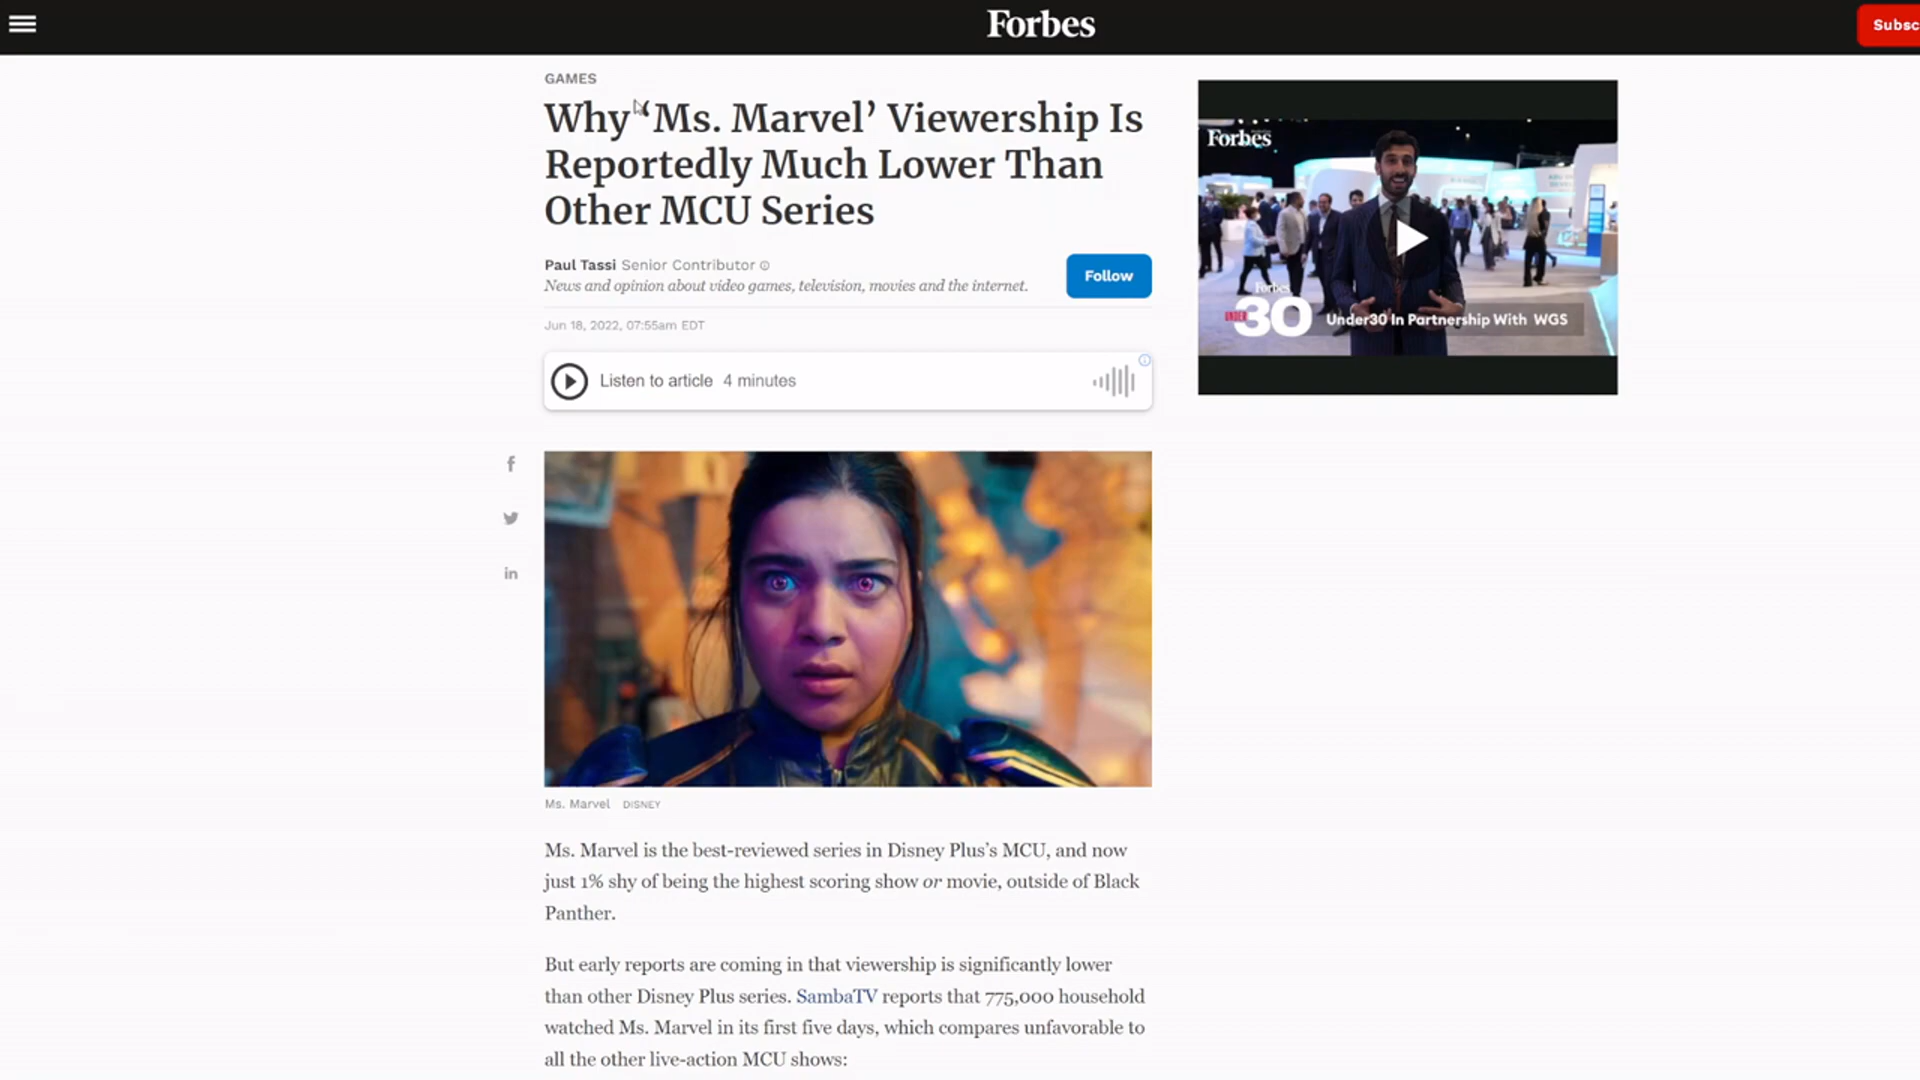 Forbes
Subsc
GAMES
Why ‘Ms. Marvel’ Viewership Is
Reportedly Much Lower Than
Other MCU Series
Paul Tassi Senior Contributor
News and opinion about video games, television, movies and the internet.
Follow
Jun 18, 2022, 07:55am EDT
Listen to article 4 minutes
Forbes
Forbes
UNDER 30
Under30 In Partnership With WGS
Ms. Marvel DISNEY
Ms. Marvel is the best-reviewed series in Disney Plus’s MCU, and now
just 1% shy of being the highest scoring show or movie, outside of Black
Panther.
But early reports are coming in that viewership is significantly lower
than other Disney Plus series. SambaTV reports that 775,000 household
watched Ms. Marvel in its first five days, which compares unfavorable to
all the other live-action MCU shows: